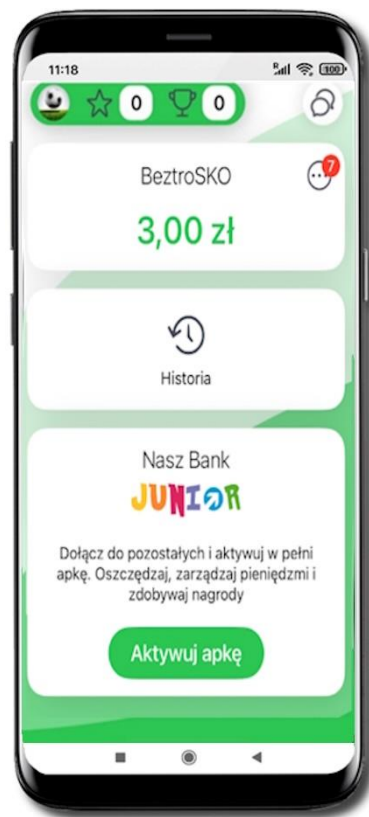 11:18
R
100
0
0
BeztroSKO
7
3,00 zł
Historia
Nasz Bank
JUNIOR
Dołącz do pozostałych i aktywuj w pełni
apkę. Oszczędzaj, zarządzaj pieniędzmi i
zdobywaj nagrody
Aktywuj apkę